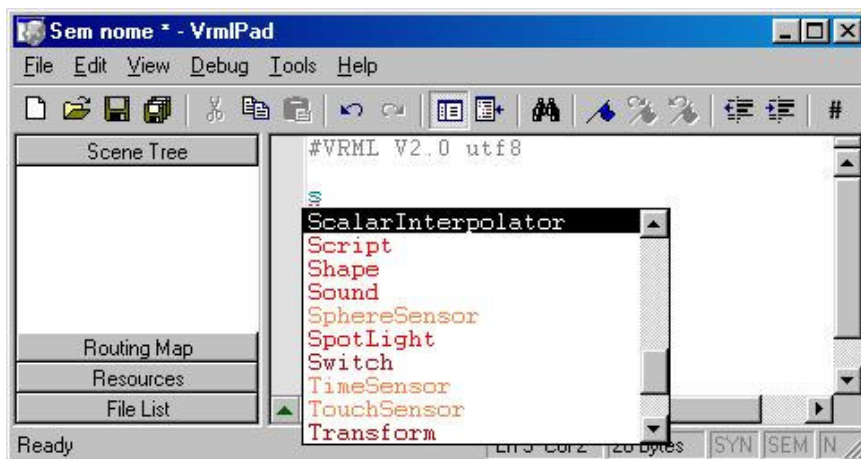 Sem nome * - VrmlPad
File Edit View Debug Tools Help
#
Scene Tree
#VRML V2.0 utf8
s
ScalarInterpolator
Script
Shape
Sound
SphereSensor
SpotLight
Switch
TimeSensor
TouchSensor
Transform
Routing Map
Resources
File List
Ready
Bytes SYN SEM N